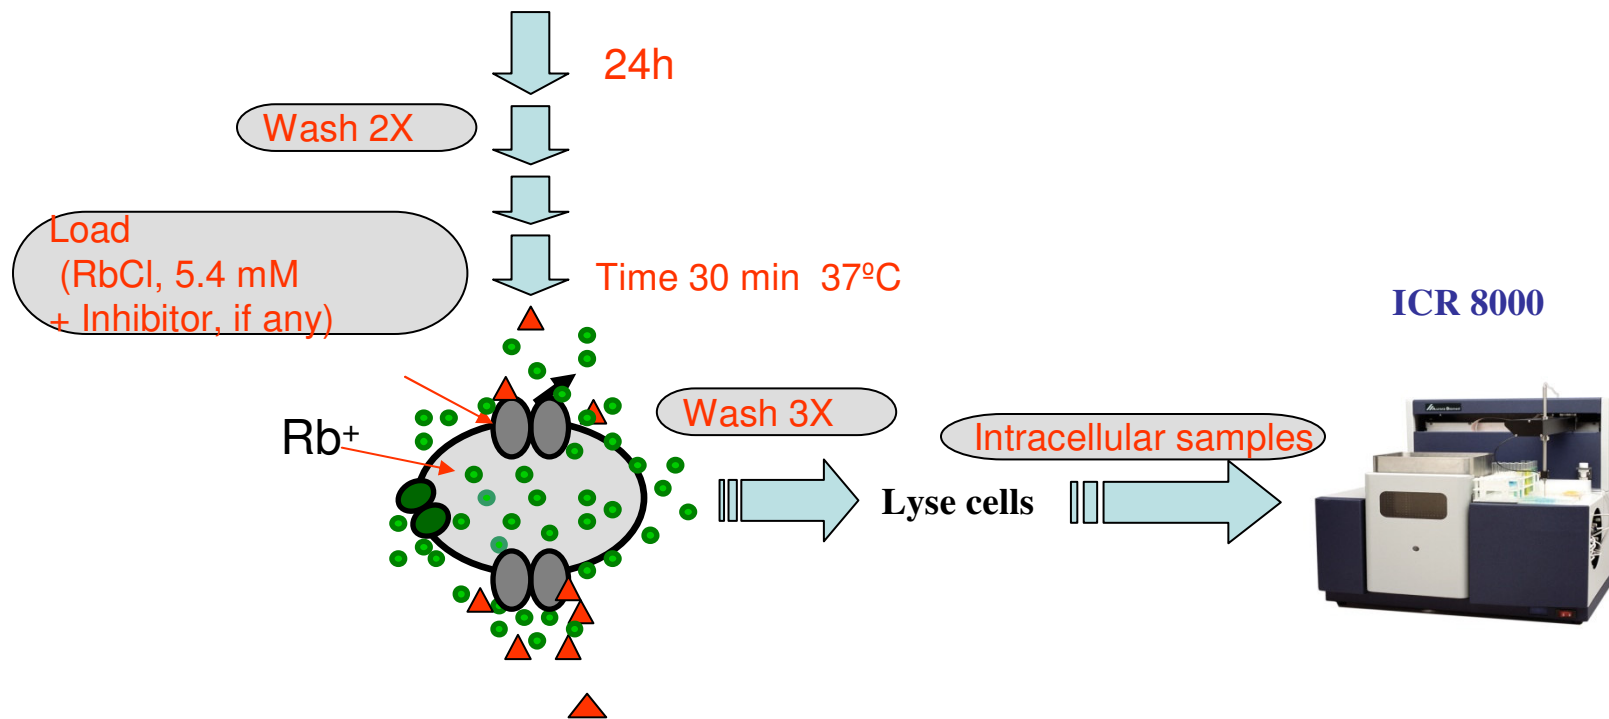 24h
Wash 2X
Load
(RbCl, 5.4 mM
+ Inhibitor, if any)
Time 30 min 37ºC
ICR 8000
Rb+
Wash 3X
Intracellular samples
Lyse cells